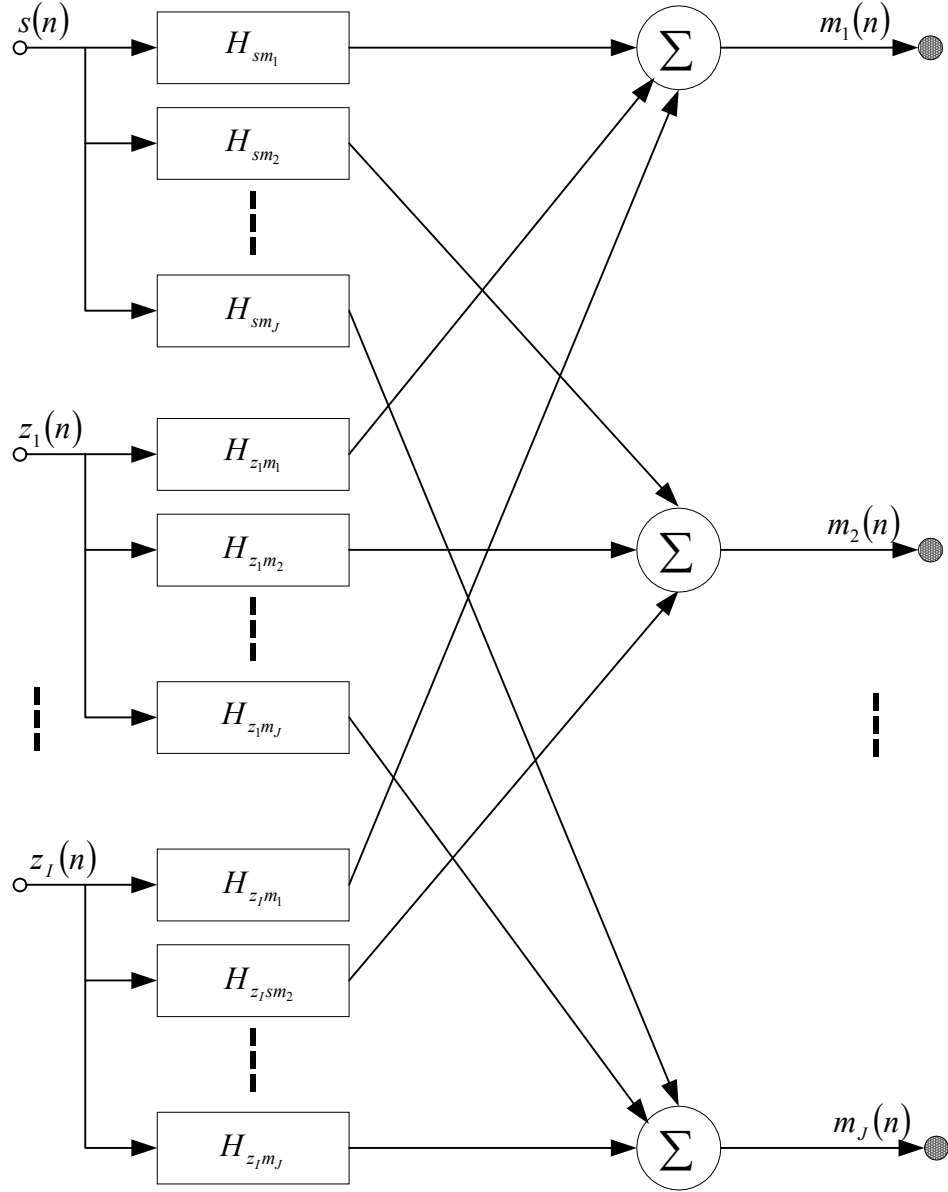 s(n)
H_{sm_1}
Σ
m_1(n)
H_{sm_2}
H_{sm_J}
z_1(n)
H_{z_1m_1}
H_{z_1m_2}
Σ
m_2(n)
H_{z_1m_J}
z_I(n)
H_{z_Im_1}
H_{z_Ism_2}
H_{z_Im_J}
Σ
m_J(n)